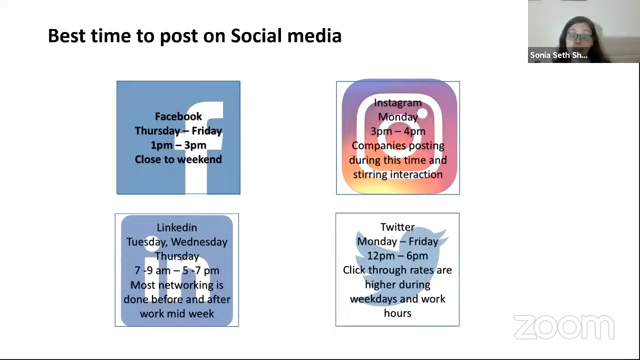 Best time to post on Social media
Sonia Seth Sh...
Facebook
Thursday – Friday
1pm – 3pm
Close to weekend
Instagram
Monday
3pm – 4pm
Companies posting
during this time and
stirring interaction
Linkedin
Tuesday, Wednesday
Thursday
7 -9 am – 5 -7 pm
Most networking is
done before and after
work mid week
Twitter
Monday – Friday
12pm – 6pm
Click through rates are
higher during
weekdays and work
hours
in
zoom